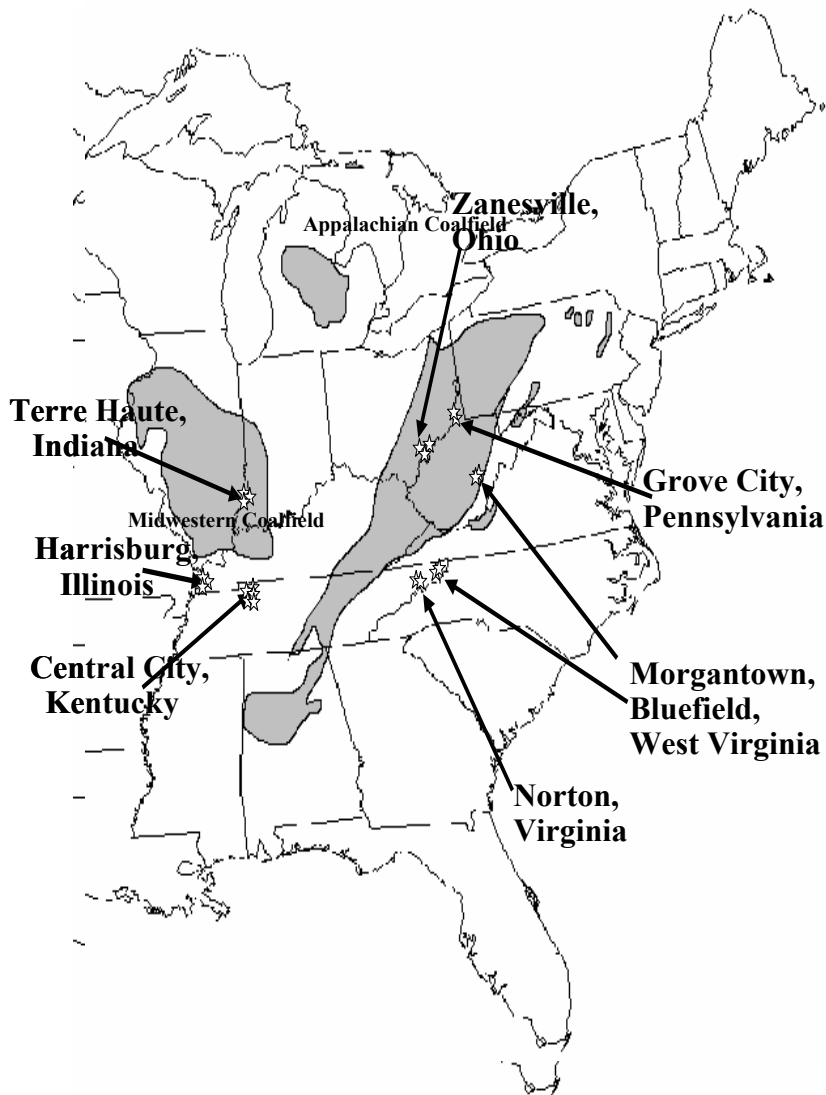 Zanesville,
Ohio
Appalachian Coalfield
Terre Haute,
Indiana
Grove City,
Pennsylvania
Midwestern Coalfield
Harrisburg,
Illinois
Central City,
Kentucky
Morgantown,
Bluefield,
West Virginia
Norton,
Virginia